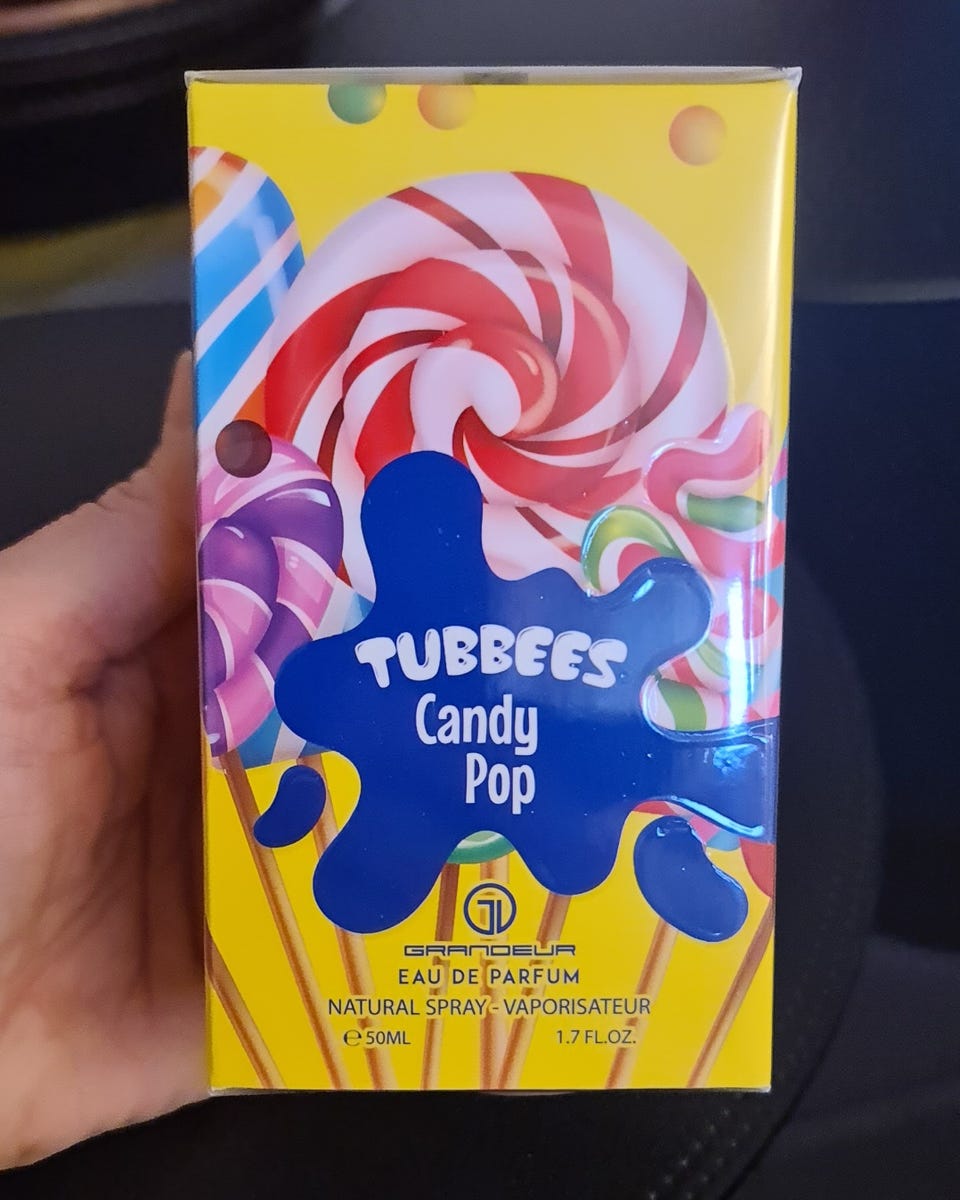 TUBBEES
Candy
Pop
GRANDEUR
EAU DE PARFUM
NATURAL SPRAY - VAPORISATEUR
℮ 50ML 1.7 FL.OZ.